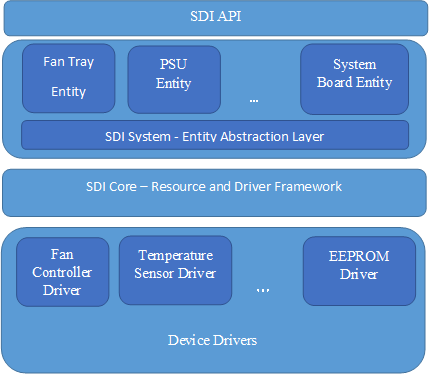 SDI API
Fan Tray
Entity
PSU
Entity
...
System
Board Entity
SDI System - Entity Abstraction Layer
SDI Core – Resource and Driver Framework
Fan
Controller
Driver
Temperature
Sensor Driver
...
EEPROM
Driver
Device Drivers